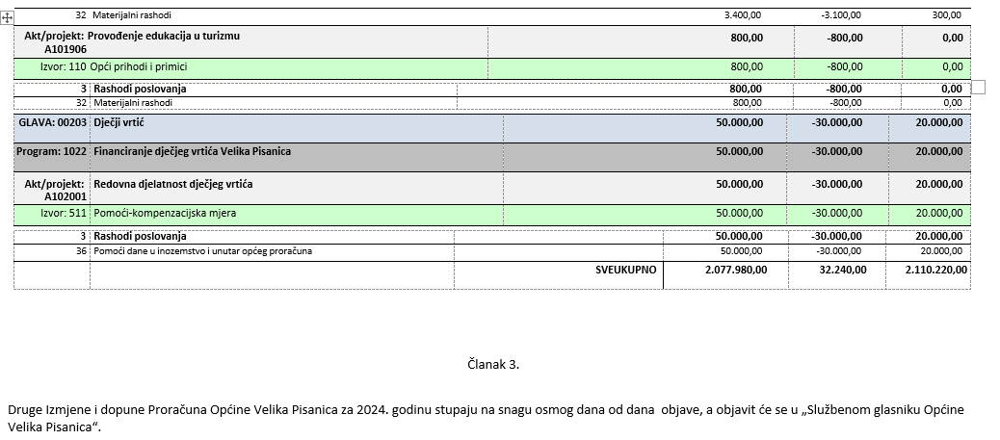 32 Materijalni rashodi 3.400,00 -3.100,00 300,00
Akt/projekt: Provođenje edukacija u turizmu 800,00 -800,00 0,00
A101906
Izvor: 110 Opći prihodi i primici 800,00 -800,00 0,00
3 Rashodi poslovanja 800,00 -800,00 0,00
32 Materijalni rashodi 800,00 -800,00 0,00
GLAVA: 00203 Dječji vrtić 50.000,00 -30.000,00 20.000,00
Program: 1022 Financiranje dječjeg vrtića Velika Pisanica 50.000,00 -30.000,00 20.000,00
Akt/projekt: Redovna djelatnost dječjeg vrtića 50.000,00 -30.000,00 20.000,00
A102001
Izvor: 511 Pomoći-kompenzacijska mjera 50.000,00 -30.000,00 20.000,00
3 Rashodi poslovanja 50.000,00 -30.000,00 20.000,00
36 Pomoći dane u inozemstvo i unutar općeg proračuna 50.000,00 -30.000,00 20.000,00
SVEUKUPNO 2.077.980,00 32.240,00 2.110.220,00
Članak 3.
Druge Izmjene i dopune Proračuna Općine Velika Pisanica za 2024. godinu stupaju na snagu osmog dana od dana objave, a objavit će se u „Službenom glasniku Općine
Velika Pisanica“.